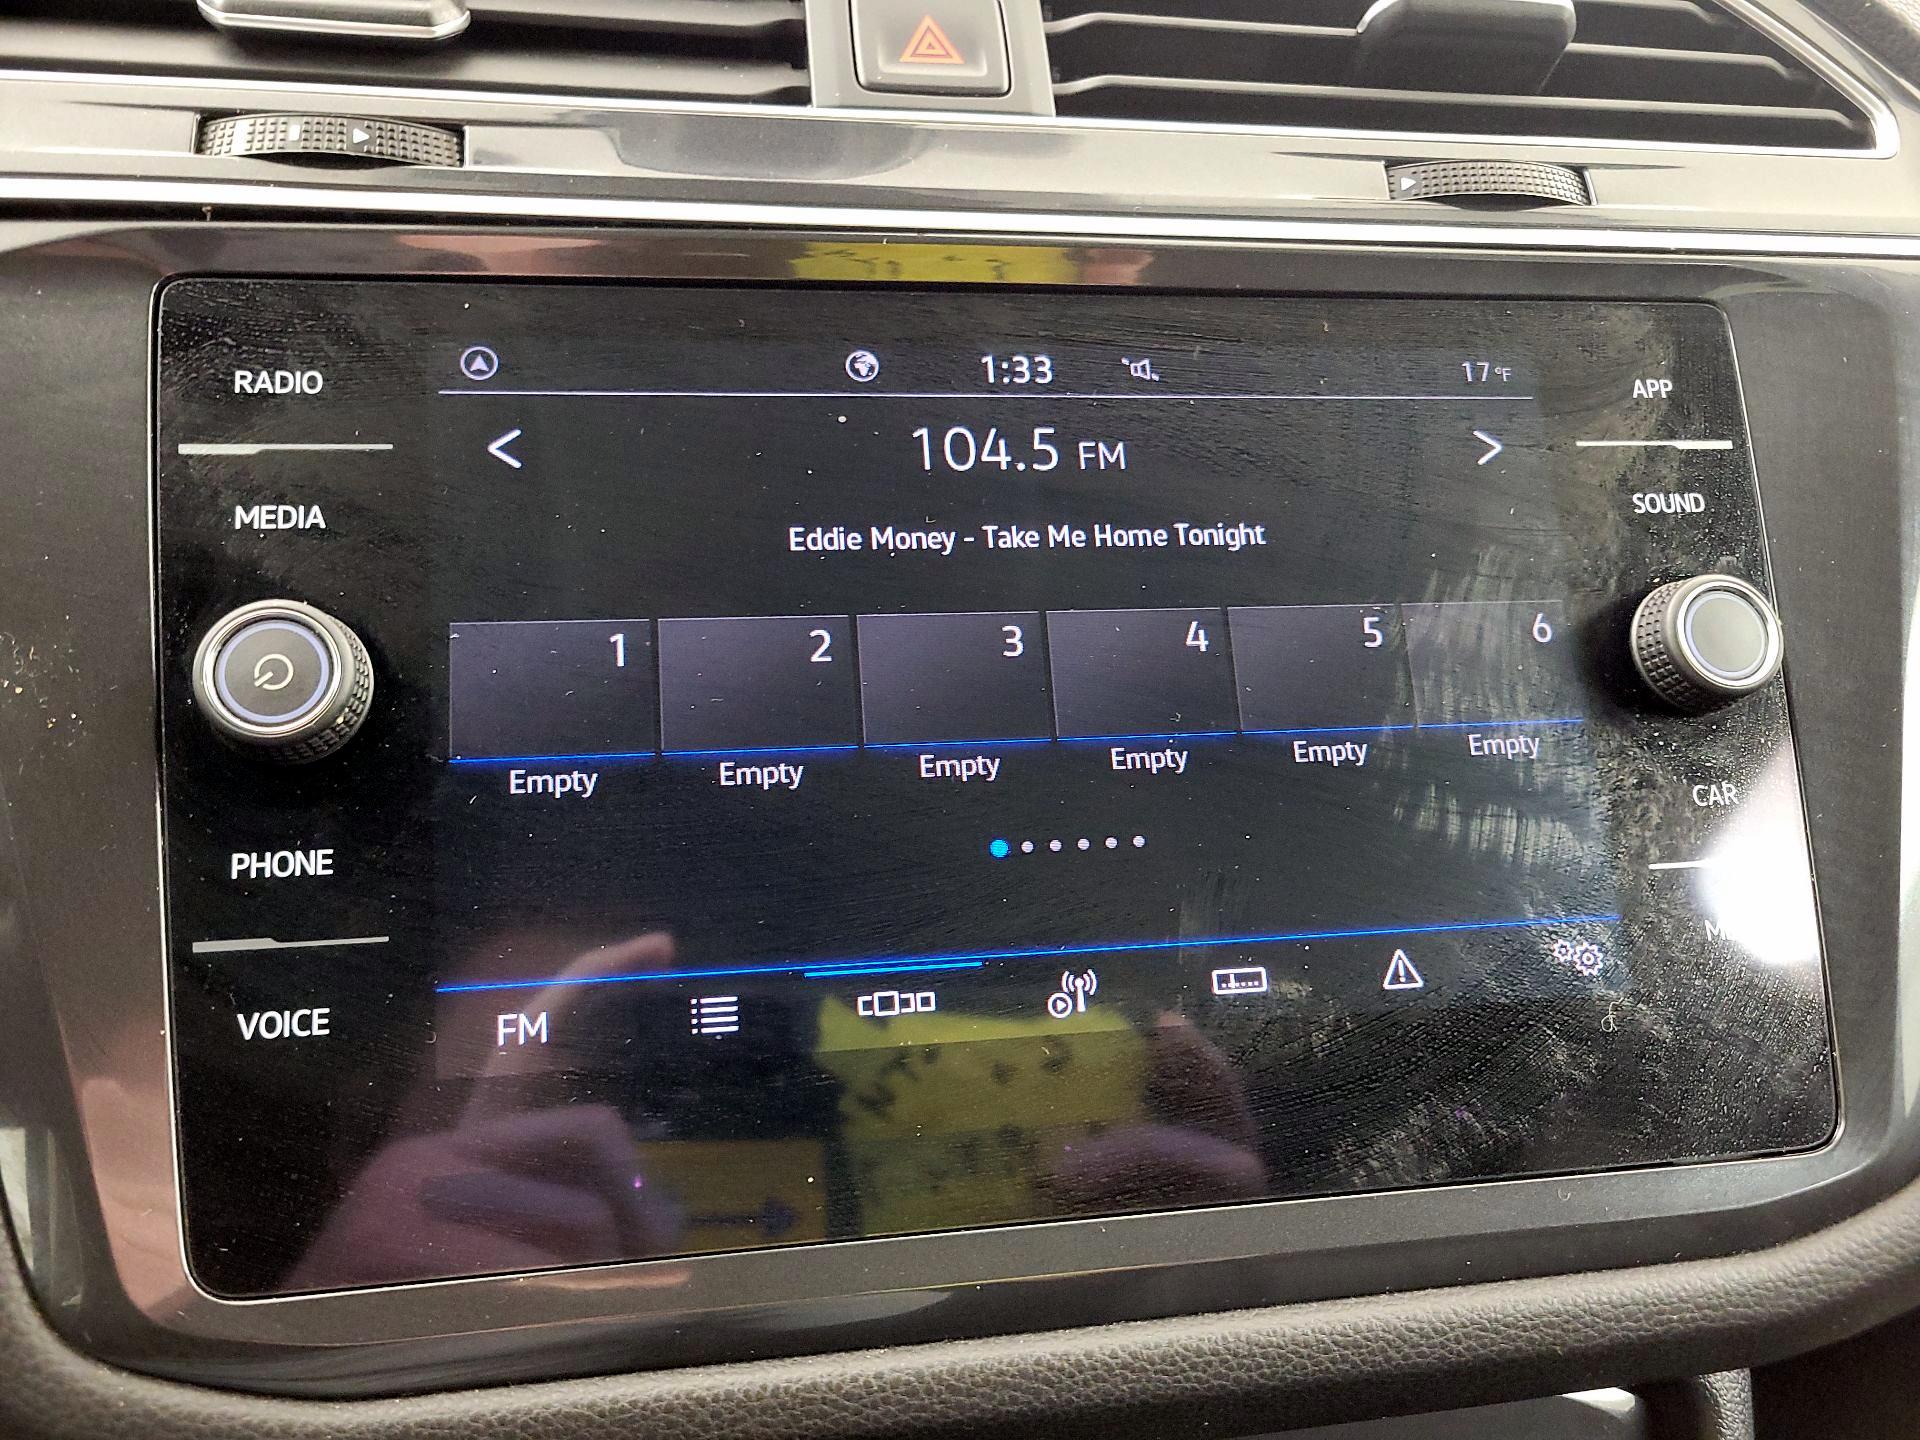 1:33
17°F
RADIO
APP
104.5 FM
MEDIA
SOUND
Eddie Money - Take Me Home Tonight
1 2 3 4 5 6
Empty Empty Empty Empty Empty Empty
CAR
PHONE
VOICE
FM